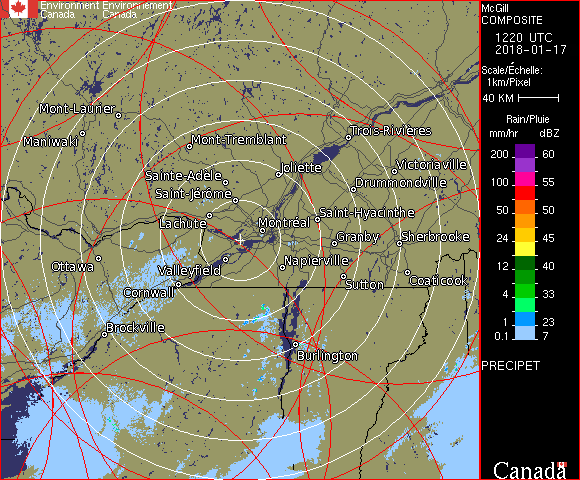 Environment Environnement
Canada Canada
McGill
COMPOSITE
1220 UTC
2018-01-17
Scale/Échelle:
1km/Pixel
40 KM
Rain/Pluie
mm/hr dBZ
200 60
150 55
100 55
50 50
24 45
12 40
4 33
1 23
0.1 7
PRECIPET
Canada
Mont-Laurier
Maniwaki
Mont-Tremblant
Trois-Rivières
Joliette
Victoriaville
Sainte-Adèle
Drummondville
Saint-Jérôme
Saint-Hyacinthe
Lachute
Montréal
Granby
Sherbrooke
Ottawa
Valleyfield
Napierville
Cornwall
Sutton
Coaticook
Brockville
Burlington